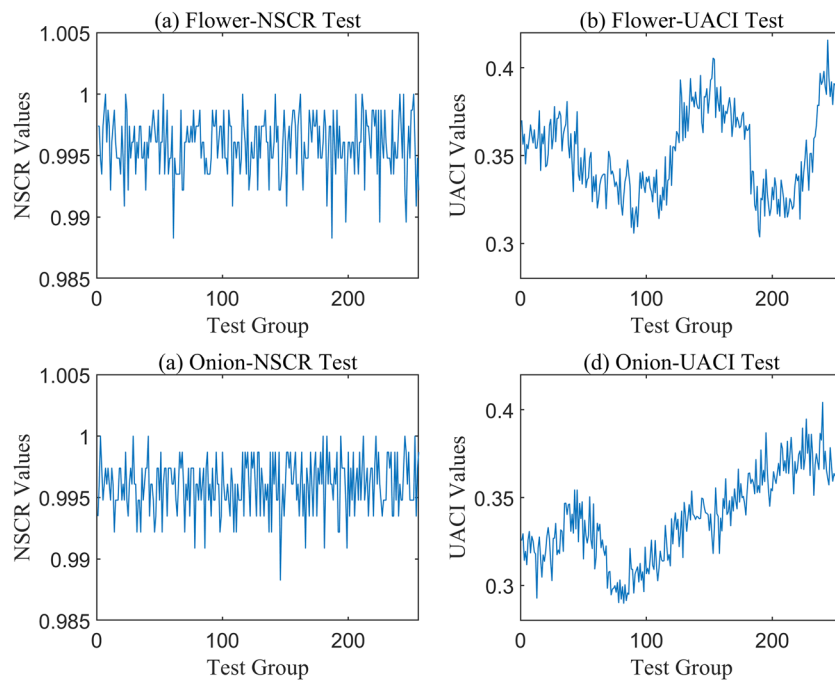 (a) Flower-NSCR Test
1.005
1
0.995
0.99
0.985
NSCR Values
0
100
200
Test Group
(b) Flower-UACI Test
0.4
0.35
0.3
UACI Values
0
100
200
Test Group
(a) Onion-NSCR Test
1.005
1
0.995
0.99
0.985
NSCR Values
0
100
200
Test Group
(d) Onion-UACI Test
0.4
0.35
0.3
UACI Values
0
100
200
Test Group